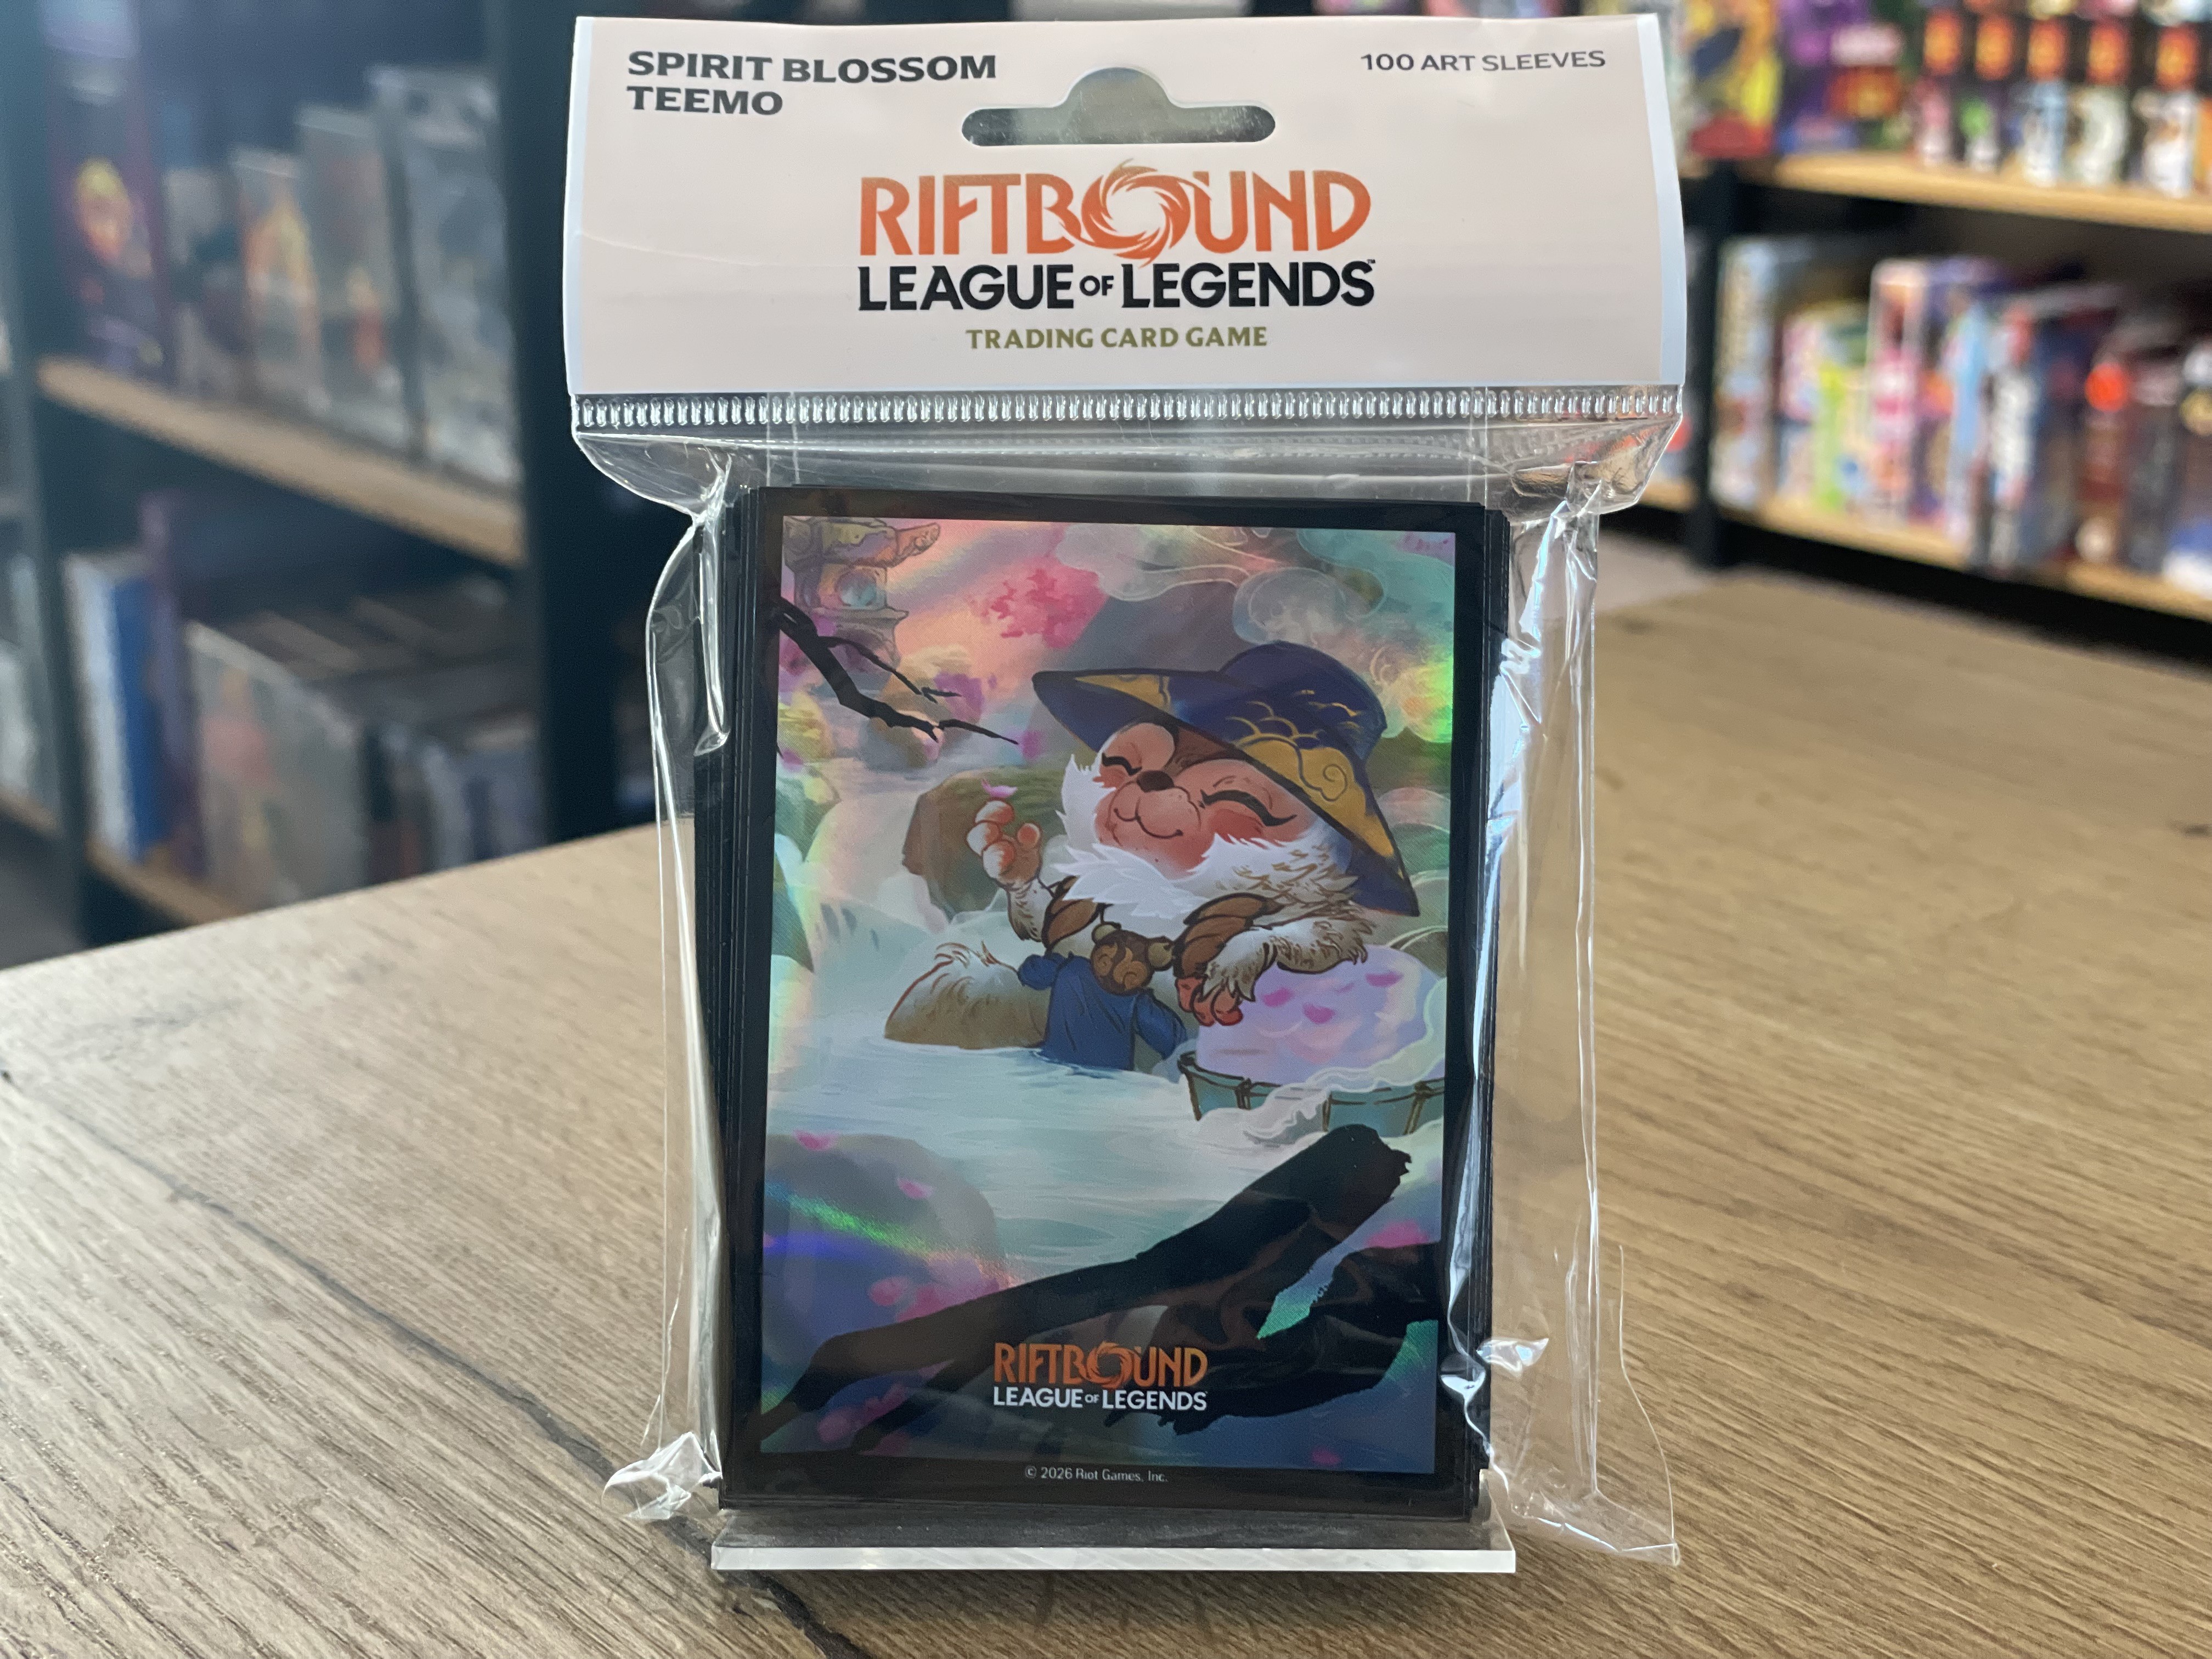 SPIRIT BLOSSOM
TEEMO
100 ART SLEEVES
RIFTBOUND
LEAGUE OF LEGENDS™
TRADING CARD GAME
RIFTBOUND
LEAGUE OF LEGENDS
© 2026 Riot Games, Inc.